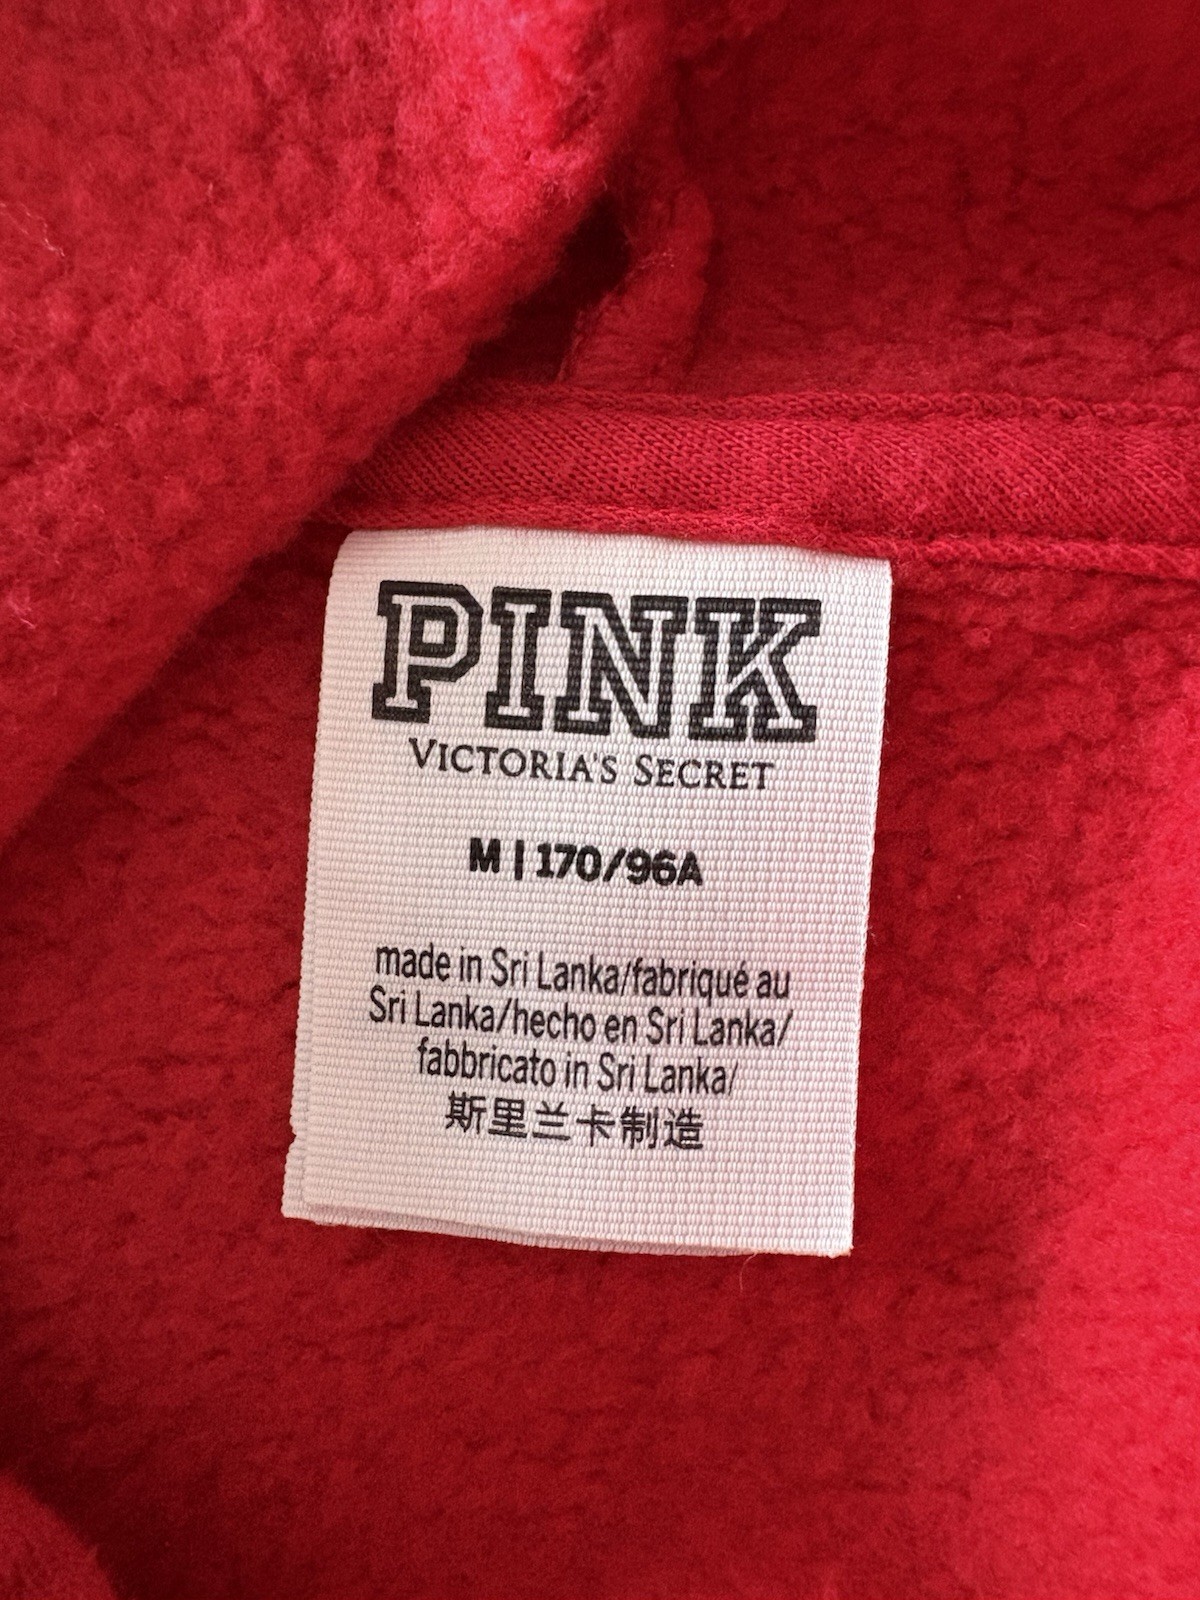 PINK
VICTORIA'S SECRET
M | 170/96A
made in Sri Lanka/fabriqué au
Sri Lanka/hecho en Sri Lanka/
fabbricato in Sri Lanka/
斯里兰卡制造